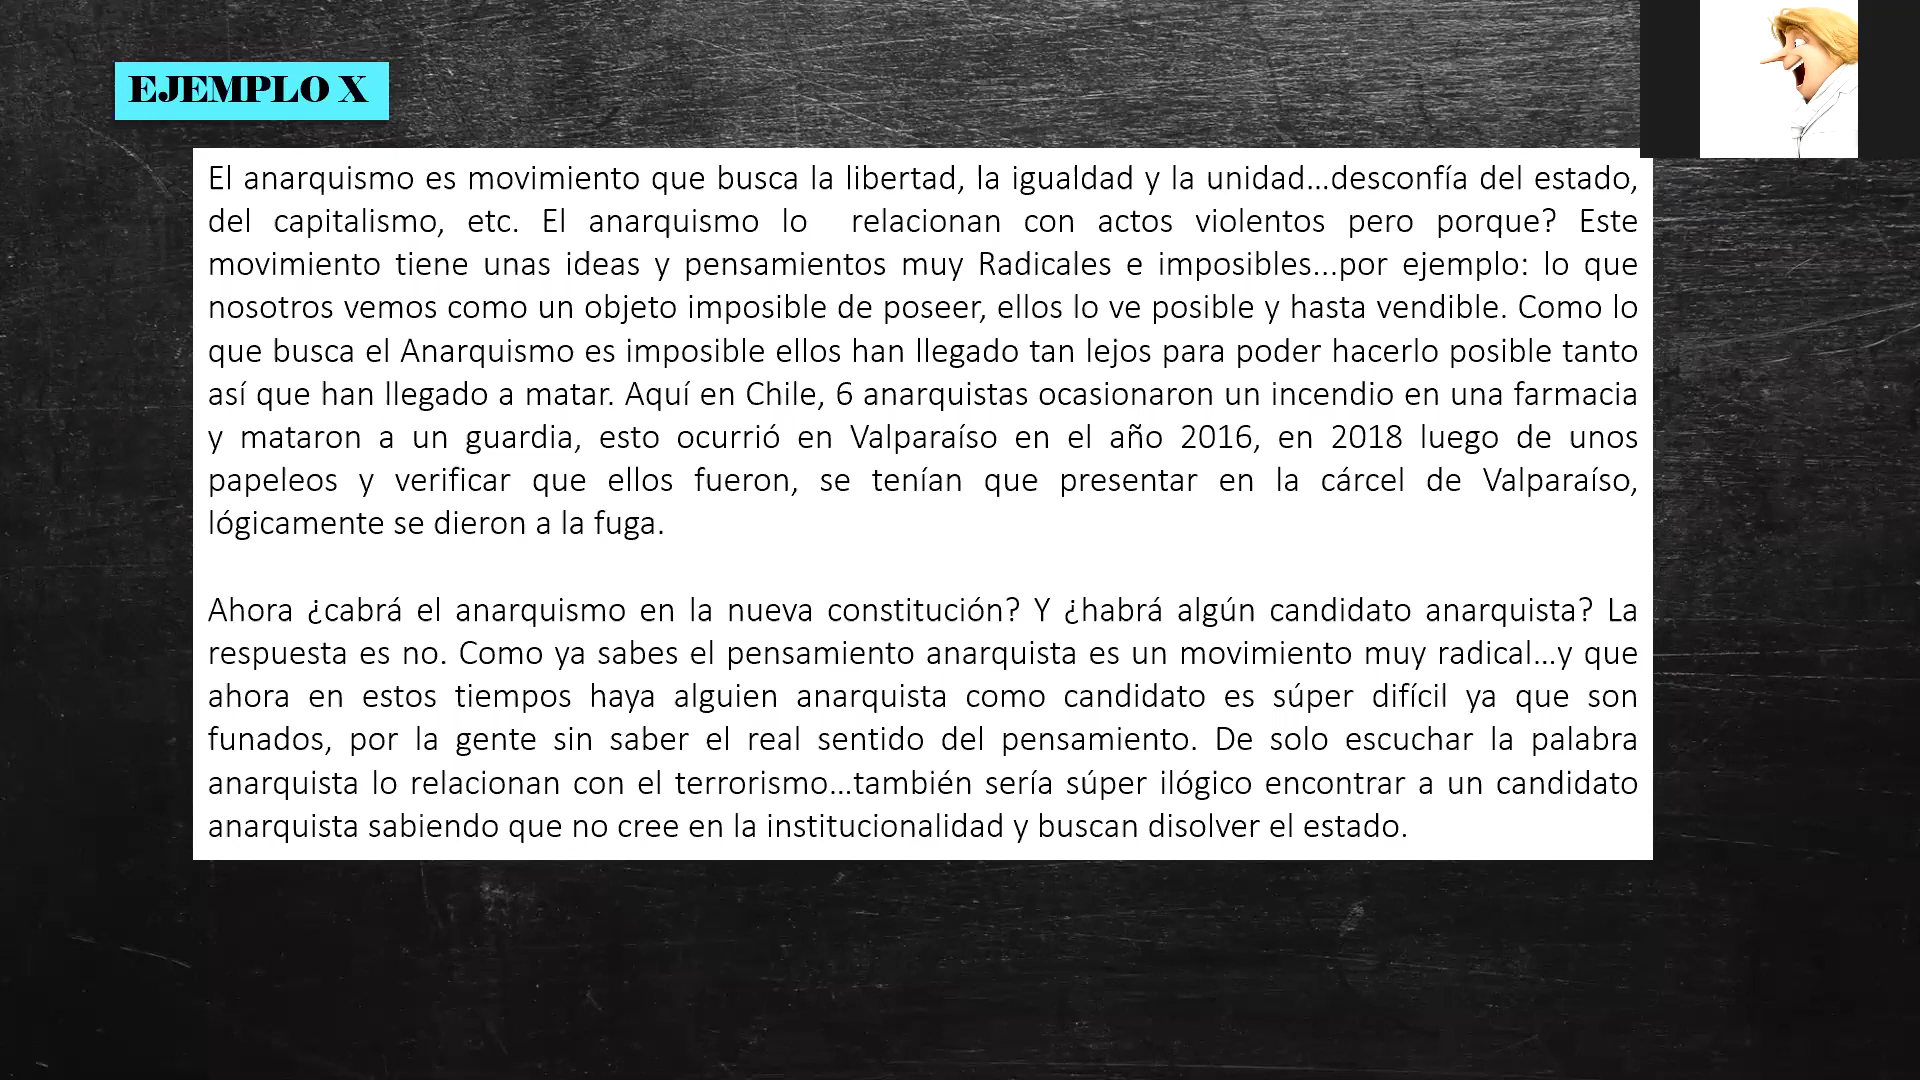 EJEMPLO X
El anarquismo es movimiento que busca la libertad, la igualdad y la unidad...desconfía del estado,
del capitalismo, etc. El anarquismo lo relacionan con actos violentos pero porque? Este
movimiento tiene unas ideas y pensamientos muy Radicales e imposibles...por ejemplo: lo que
nosotros vemos como un objeto imposible de poseer, ellos lo ve posible y hasta vendible. Como lo
que busca el Anarquismo es imposible ellos han llegado tan lejos para poder hacerlo posible tanto
así que han llegado a matar. Aquí en Chile, 6 anarquistas ocasionaron un incendio en una farmacia
y mataron a un guardia, esto ocurrió en Valparaíso en el año 2016, en 2018 luego de unos
papeleos y verificar que ellos fueron, se tenían que presentar en la cárcel de Valparaíso,
lógicamente se dieron a la fuga.
Ahora ¿cabrá el anarquismo en la nueva constitución? Y ¿habrá algún candidato anarquista? La
respuesta es no. Como ya sabes el pensamiento anarquista es un movimiento muy radical...y que
ahora en estos tiempos haya alguien anarquista como candidato es súper difícil ya que son
funados, por la gente sin saber el real sentido del pensamiento. De solo escuchar la palabra
anarquista lo relacionan con el terrorismo...también sería súper ilógico encontrar a un candidato
anarquista sabiendo que no cree en la institucionalidad y buscan disolver el estado.